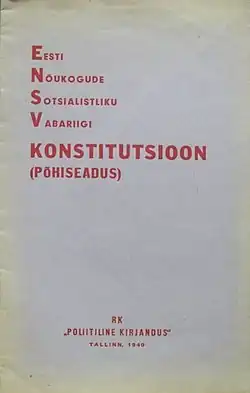 EESTI
NÕUKOGUDE
SOTSIALISTLIKU
VABARIIGI
KONSTITUTSIOON
(PÕHISEADUS)
RK
„POLIITILINE KIRJANDUS"
TALLINN, 1940